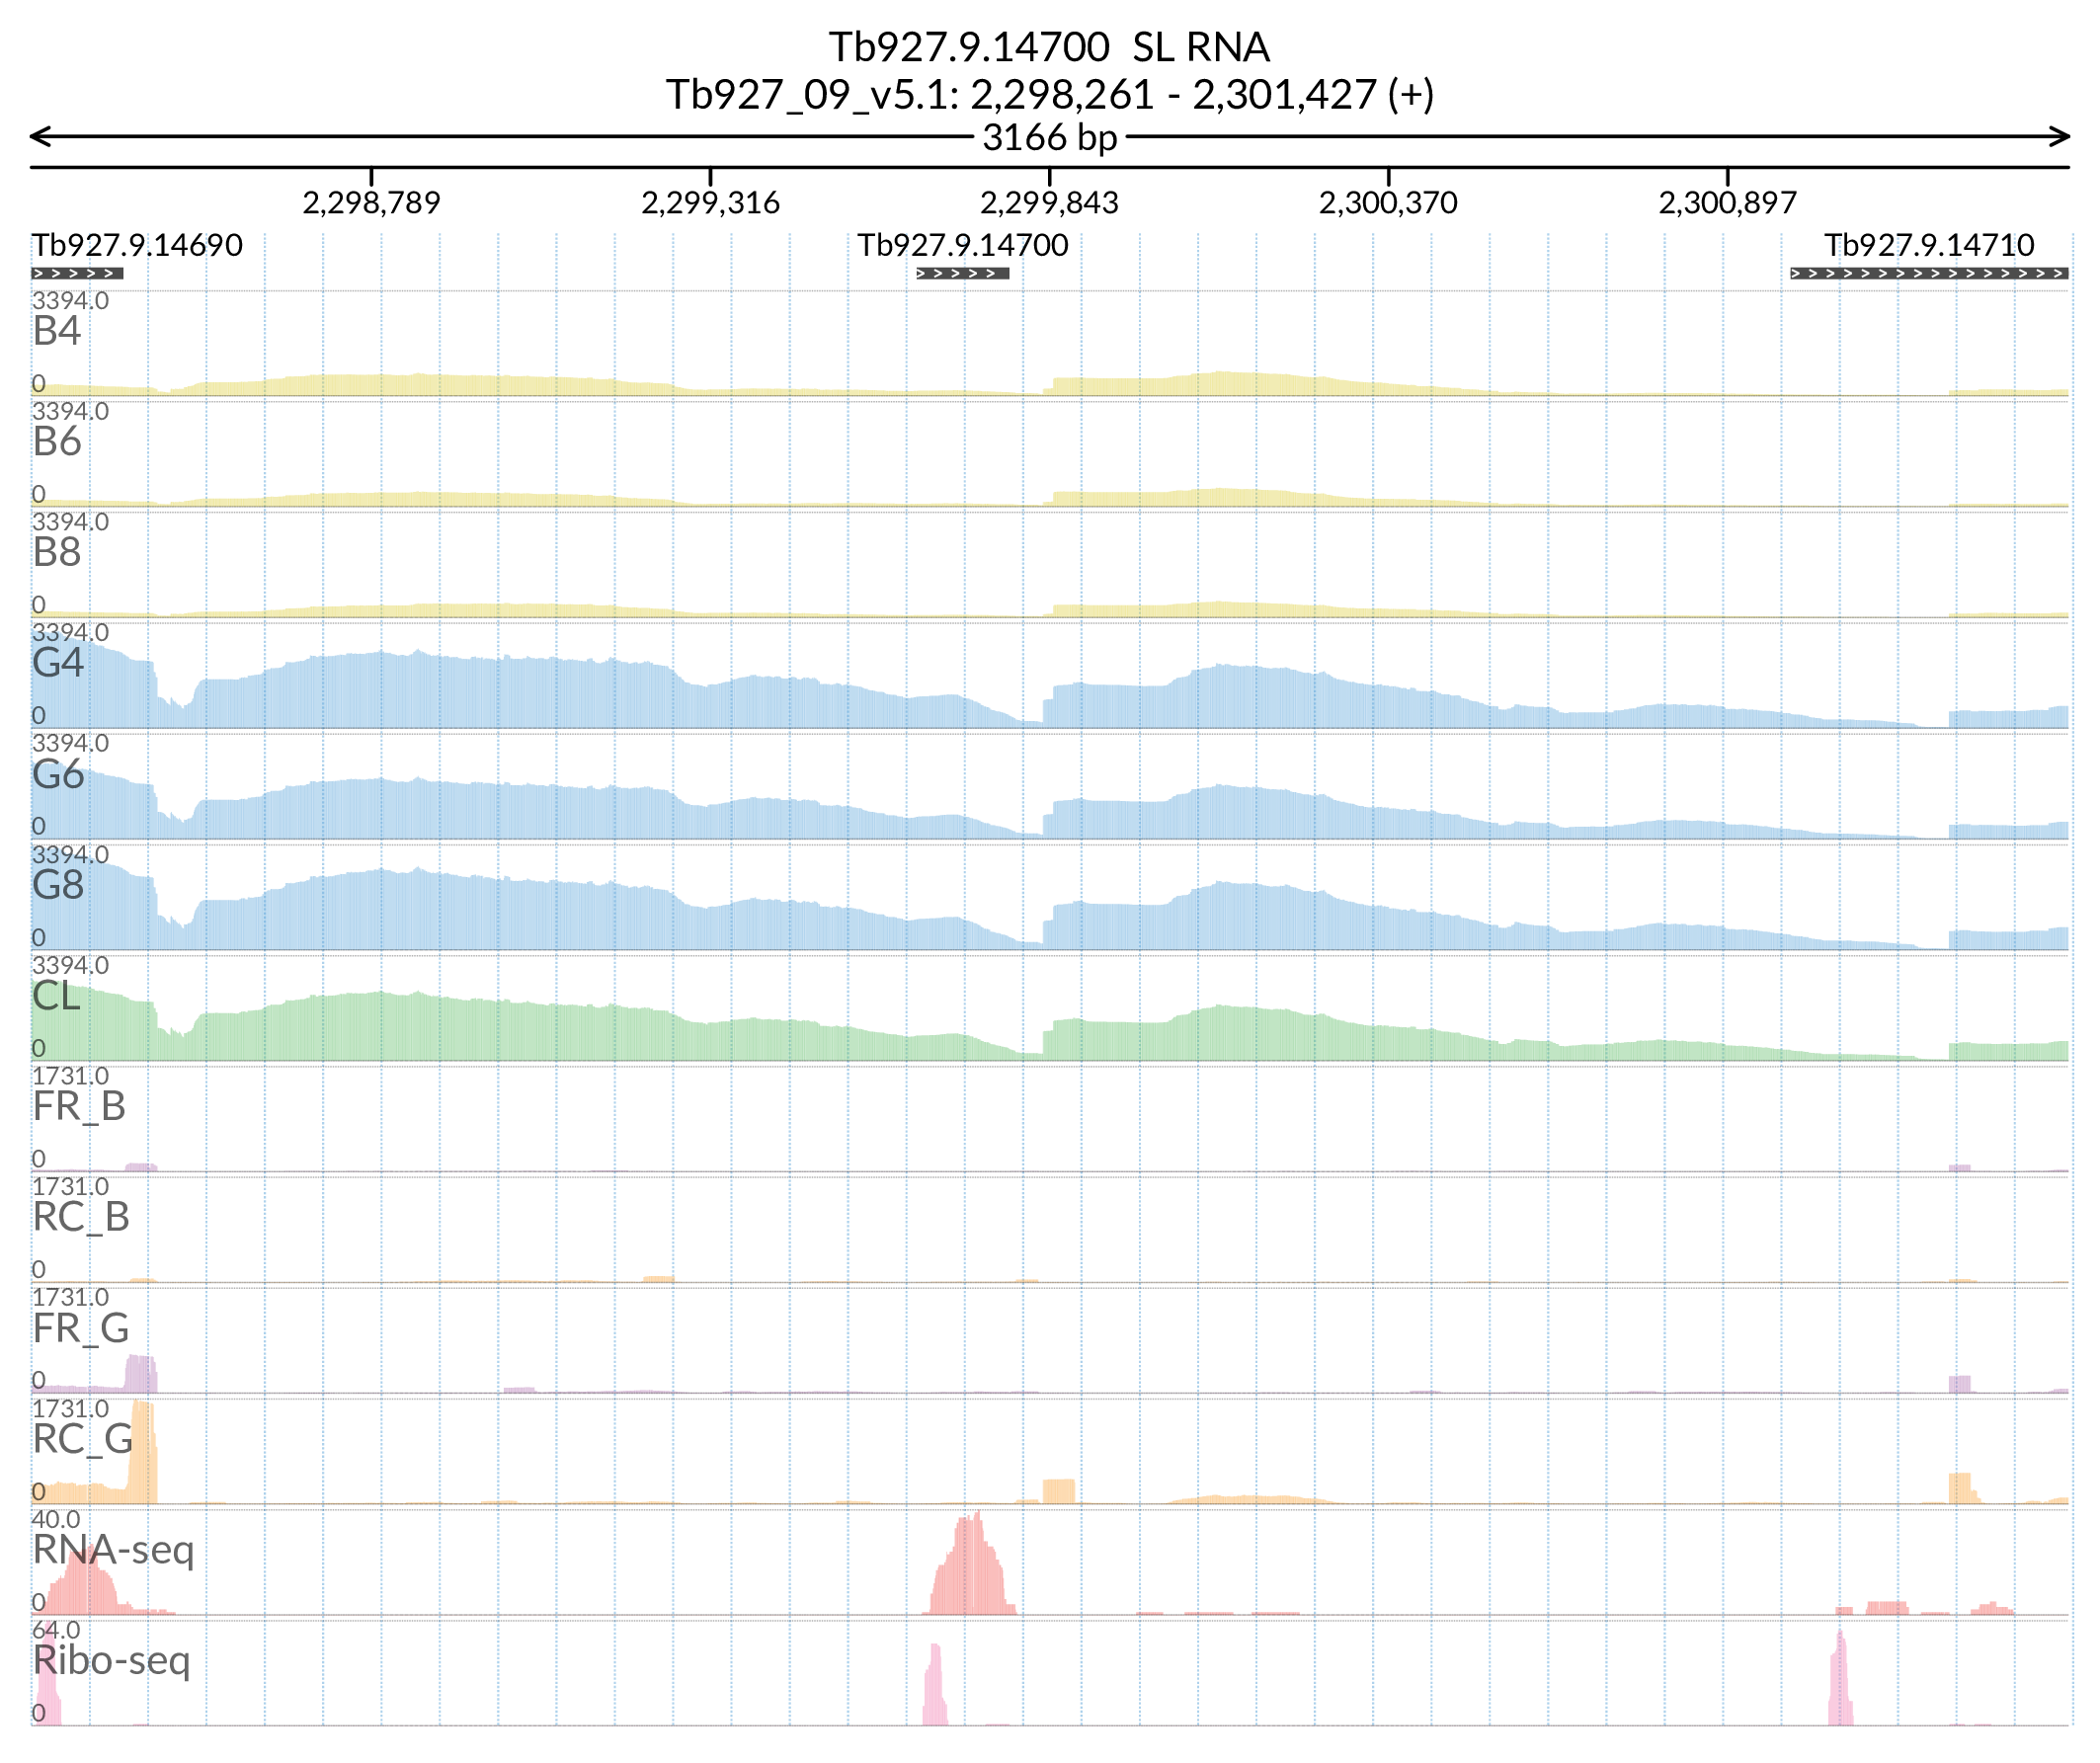 Tb927.9.14700  SL RNA
Tb927_09_v5.1: 2,298,261 - 2,301,427 (+)
3166 bp
2,298,789 2,299,316 2,299,843 2,300,370 2,300,897
Tb927.9.14690 Tb927.9.14700 Tb927.9.14710
3394.0
B4
0
3394.0
B6
0
3394.0
B8
0
3394.0
G4
0
3394.0
G6
0
3394.0
G8
0
3394.0
CL
0
1731.0
FR_B
0
1731.0
RC_B
0
1731.0
FR_G
0
1731.0
RC_G
0
40.0
RNA-seq
0
64.0
Ribo-seq
0